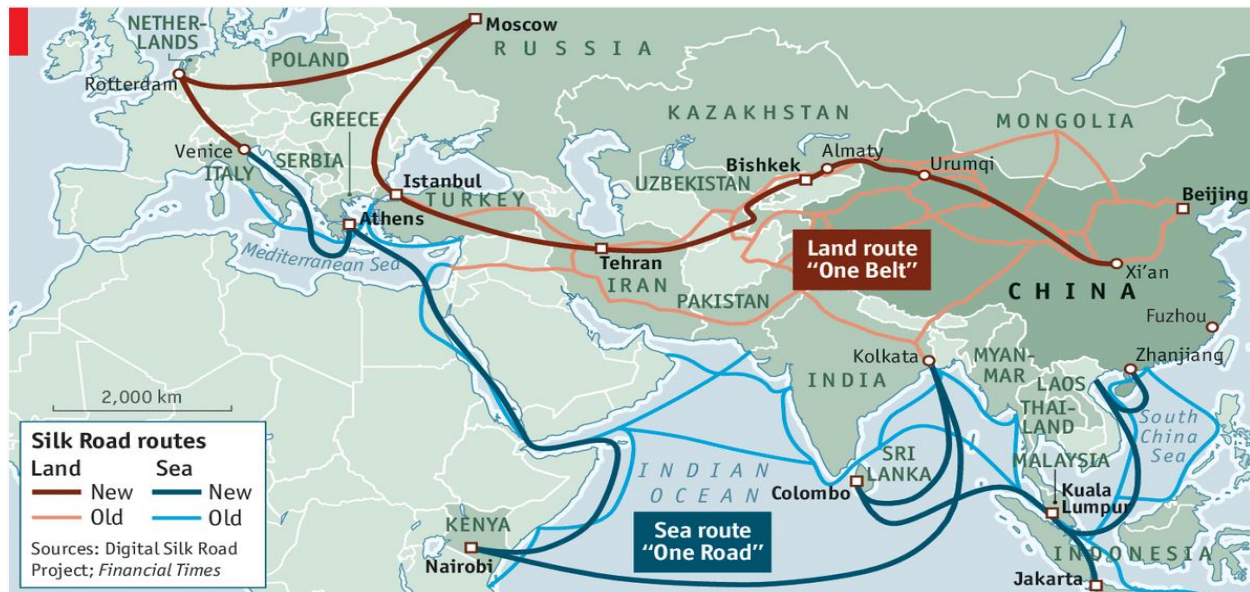 NETHER-
LANDS
Moscow
RUSSIA
POLAND
Rotterdam
GREECE
KAZAKHSTAN
MONGOLIA
Venice
ITALY
SERBIA
Istanbul
TURKEY
Bishkek
Almaty
Urumqi
UZBEKISTAN
Beijing
Athens
Mediterranean Sea
Tehran
IRAN
Land route
“One Belt”
Xi’an
PAKISTAN
CHINA
Fuzhou
Kolkata
Zhanjiang
INDIA
MYAN-
MAR
LAOS
THAI-
LAND
South
China
Sea
2,000 km
SRI
LANKA
MALAYSIA
INDIAN
OCEAN
Colombo
Kuala
Lumpur
KENYA
Nairobi
Sea route
“One Road”
INDONESIA
Jakarta
Silk Road routes
Land Sea
New New
Old Old
Sources: Digital Silk Road
Project; Financial Times